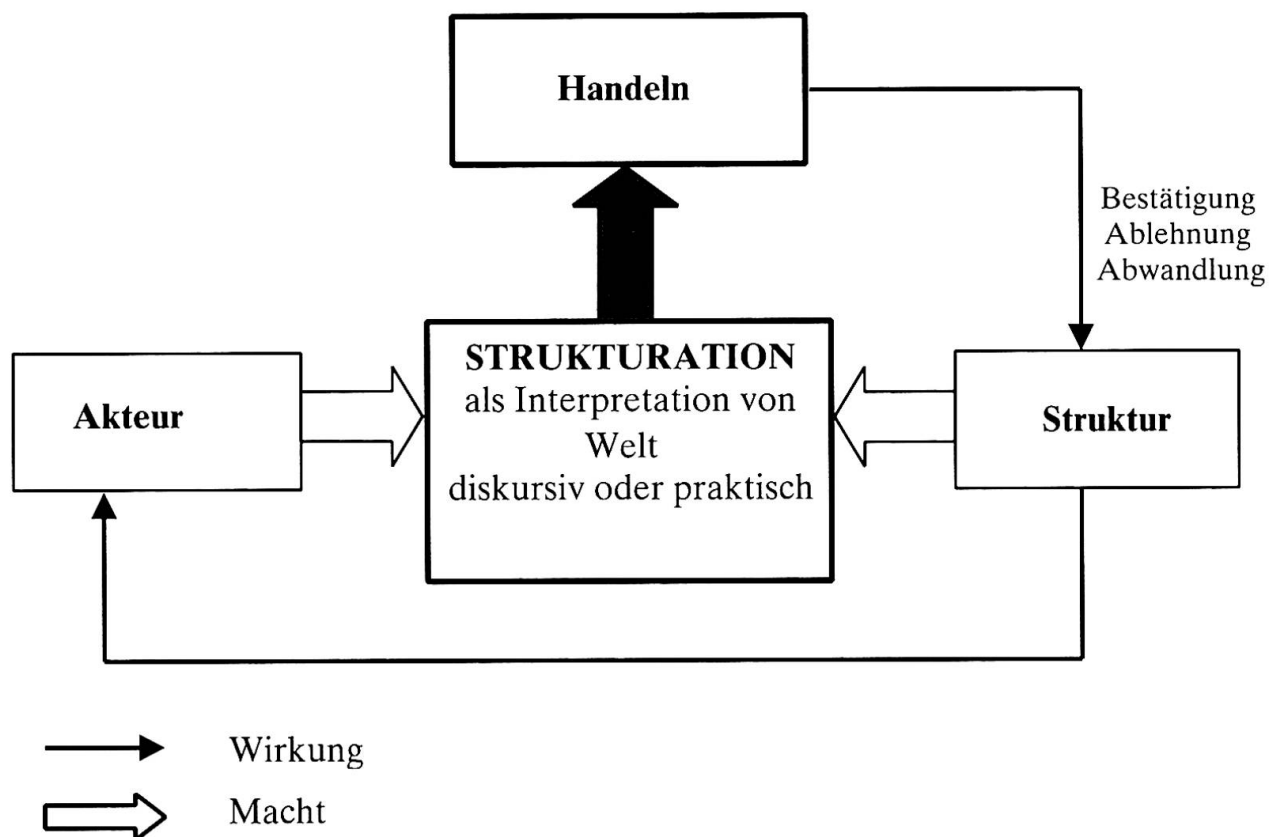 Handeln
Bestätigung
Ablehnung
Abwandlung
STRUKTURATION
als Interpretation von
Welt
diskursiv oder praktisch
Akteur
Struktur
Wirkung
Macht